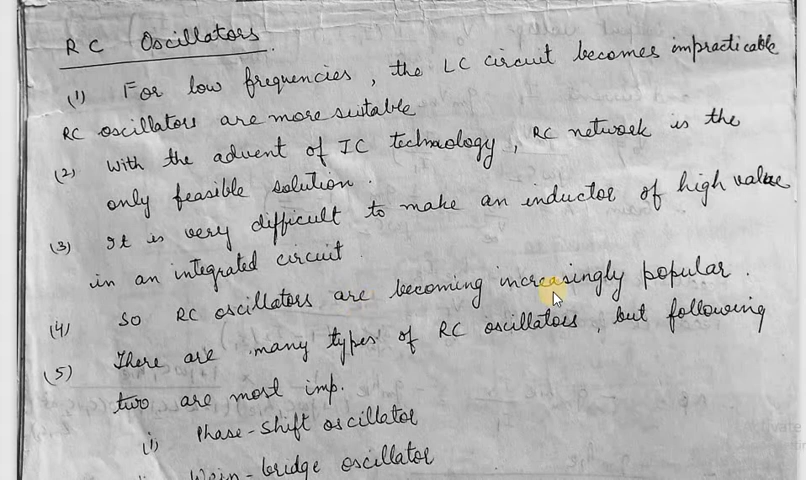 RC Oscillators
(1) For low frequencies, the LC circuit becomes impracticable
RC oscillators are more suitable
(2) With the advent of IC technology, RC network is the
only feasible solution.
(3) It is very difficult to make an inductor of high value
in an integrated circuit
(4) So RC oscillators are becoming increasingly popular.
(5) There are many types of RC oscillators, but following
two are most imp.
(i) Phase-shift oscillator
Wein-bridge oscillator